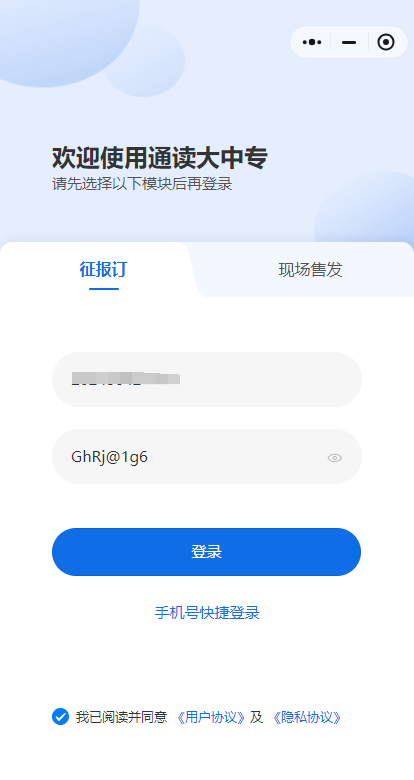 欢迎使用通读大中专
请先选择以下模块后再登录
征报订
现场售发
GhRj@1g6
登录
手机号快捷登录
我已阅读并同意《用户协议》及《隐私协议》